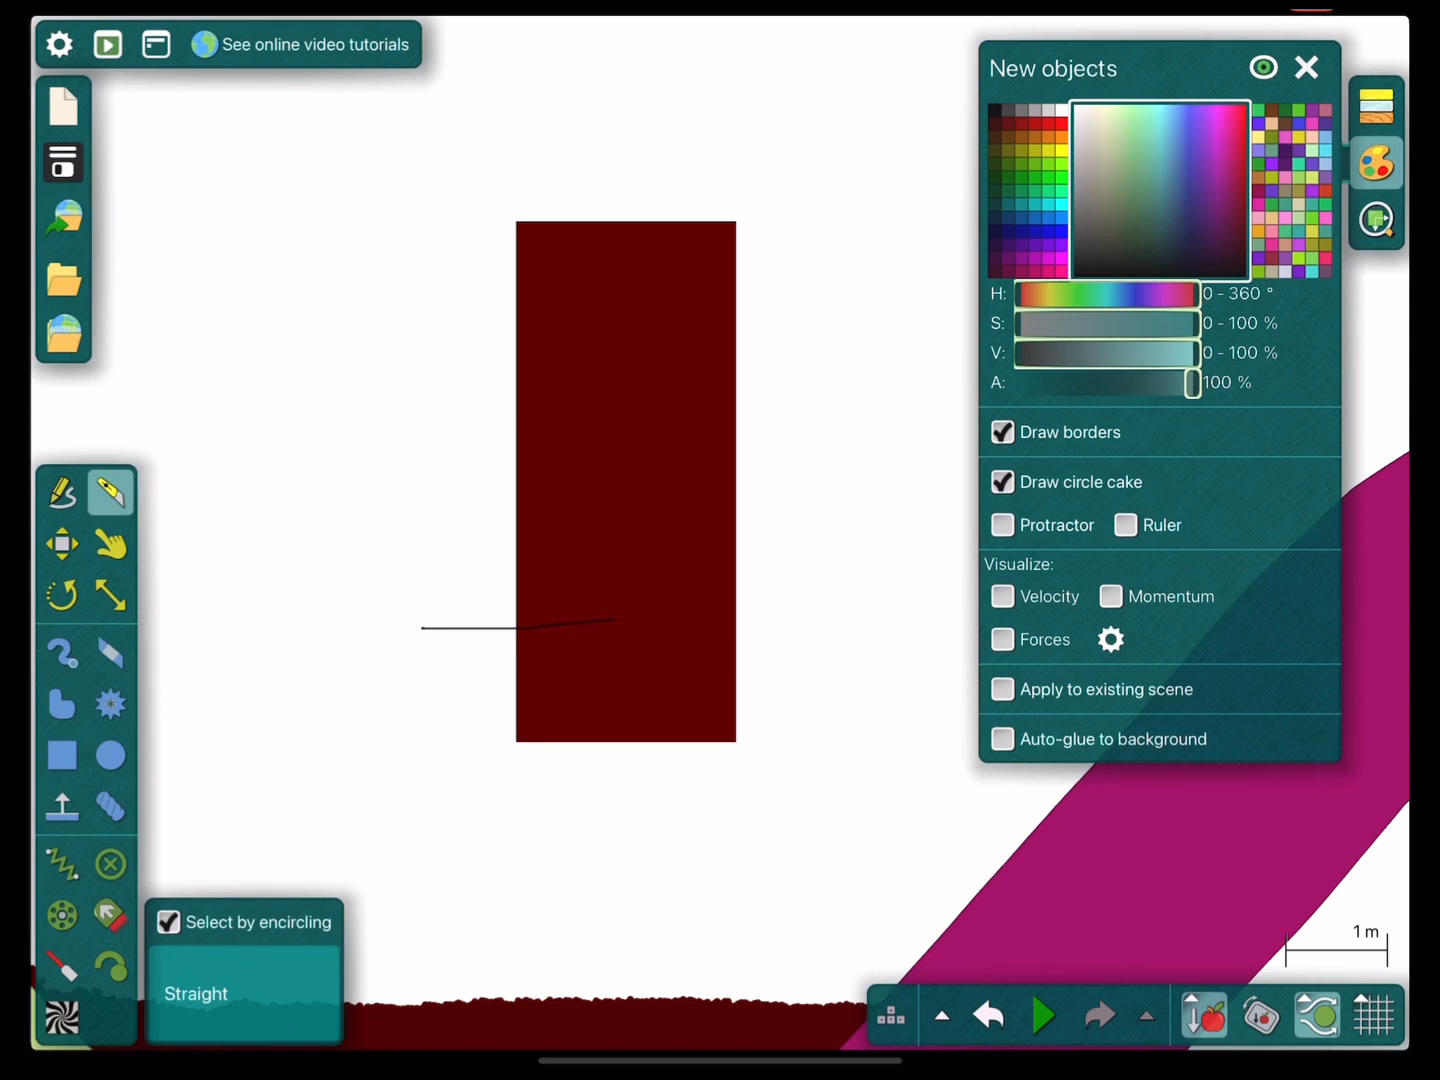 See online video tutorials
New objects
H: 0 - 360 °
S: 0 - 100 %
V: 0 - 100 %
A: 100 %
Draw borders
Draw circle cake
Protractor Ruler
Visualize:
Velocity Momentum
Forces
Apply to existing scene
Auto-glue to background
Select by encircling
Straight
1 m